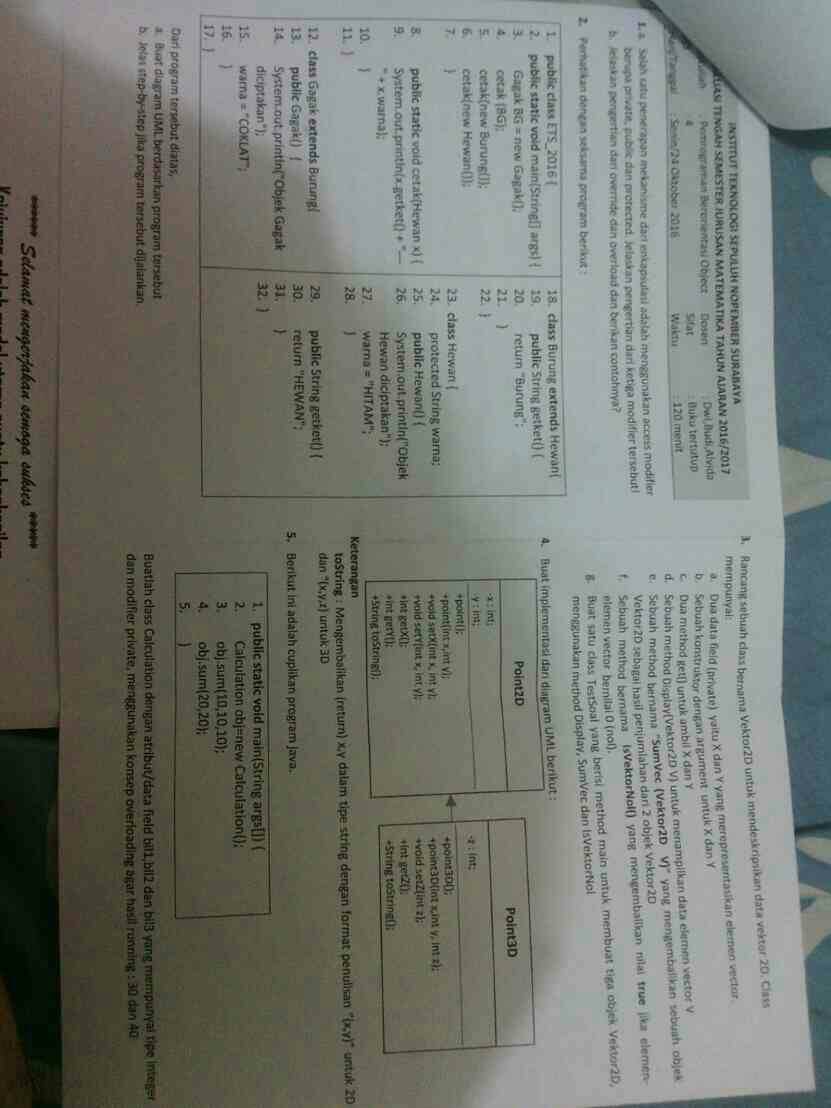 INSTITUT TEKNOLOGI SEPULUH NOPEMBER SURABAYA
TENGAH SEMESTER JURUSAN MATEMATIKA TAHUN AJARAN 2016/2017
Pemrograman Berorientasi Object Dosen : Dwi,Budi,Alvida
4 Sifat : Buku tertutup
Senin/24 Oktober 2016 Waktu : 120 menit
1. a. Salah satu penerapan mekanisme dari enkapsulasi adalah menggunakan access modifier
berupa private, public dan protected. Jelaskan pengertian dari ketiga modifier tersebut!
b. Jelaskan pengertian dari override dan overload dan berikan contohnya?
2. Perhatikan dengan seksama program berikut :
1. public class ETS_2016 {
2. public static void main(String[] args) {
3. Gagak BG = new Gagak();
4. cetak (BG);
5. cetak(new Burung());
6. cetak(new Hewan());
7. }
8. public static void cetak(Hewan x) {
9. System.out.println(x.getket() + "__
" + x.warna);
10. }
11. }
12. class Gagak extends Burung{
13. public Gagak() {
14. System.out.println("Objek Gagak
diciptakan");
15. warna = "COKLAT";
16. }
17. }
18. class Burung extends Hewan{
19. public String getket() {
20. return "Burung";
21. }
22. }
23. class Hewan {
24. protected String warna;
25. public Hewan() {
26. System.out.println("Objek
Hewan diciptakan");
27. warna = "HITAM";
28. }
29. public String getket() {
30. return "HEWAN";
31. }
32. }
Dari program tersebut diatas,
a. Buat diagram UML berdasarkan program tersebut
b. Jelas step-by-step jika program tersebut dijalankan.
***** Selamat mengerjakan semoga sukses *****
3. Rancang sebuah class bernama Vektor2D untuk mendeskripsikan data vektor 2D. Class
mempunyai:
a. Dua data field (private) yaitu X dan Y yang merepresentasikan elemen vector.
b. Sebuah konstruktor dengan argument untuk X dan Y
c. Dua method get() untuk ambil X dan Y
d. Sebuah method Display(Vektor2D V) untuk menampilkan data elemen vector V
e. Sebuah method bernama "SumVec (Vektor2D V)" yang mengembalikan sebuah objek
Vektor2D sebagai hasil penjumlahan dari 2 objek Vektor2D
f. Sebuah method bernama IsVektorNol() yang mengembalikan nilai true jika elemen-
elemen vector bernilai 0 (nol).
g. Buat satu class TestSoal yang berisi method main untuk membuat tiga objek Vektor2D,
menggunakan method Display, SumVec dan IsVektorNol
4. Buat implementasi dari diagram UML berikut :
Point2D
-x : int;
-y : int;
+point();
+point(int x,int y);
+void setX(int x, int y);
+void setY(int x, int y);
+int getX();
+int getY();
+String toString();
Point3D
-z : int;
+point3D();
+point3D(int x,int y, int z);
+void setZ(int z);
+int getZ();
+String toString();
Keterangan
toString : Mengembalikan (return) x,y dalam tipe string dengan format penulisan "(x,y)" untuk 2D
dan "(x,y,z) untuk 3D
5. Berikut ini adalah cuplikan program java.
1. public static void main(String args[]) {
2. Calculation obj=new Calculation();
3. obj.sum(10,10,10);
4. obj.sum(20,20);
5. }
Buatlah class Calculation dengan atribut/data field bil1,bil2 dan bil3 yang mempunyai tipe integer
dan modifier private, menggunakan konsep overloading agar hasil running : 30 dan 40